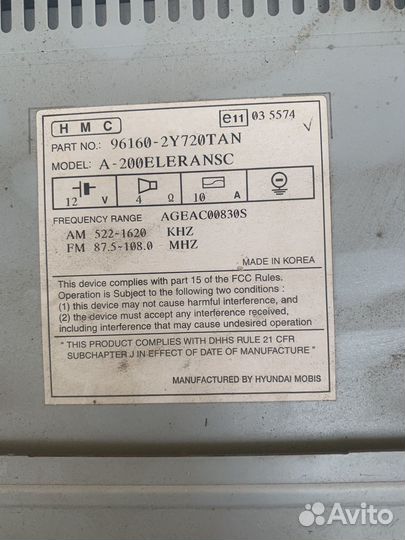 HMC
e11 03 5574
PART NO.: 96160-2Y720TAN
MODEL: A-200ELERANSC
12 V 4 Ω 10 A
FREQUENCY RANGE AGEAC00830S
AM 522-1620 KHZ
FM 87.5-108.0 MHZ
MADE IN KOREA
This device complies with part 15 of the FCC Rules.
Operation is Subject to the following two conditions :
(1) this device may not cause harmful interference, and
(2) the device must accept any interference received,
including interference that may cause undesired operation
" THIS PRODUCT COMPLIES WITH DHHS RULE 21 CFR
SUBCHAPTER J IN EFFECT OF DATE OF MANUFACTURE "
MANUFACTURED BY HYUNDAI MOBIS
Avito